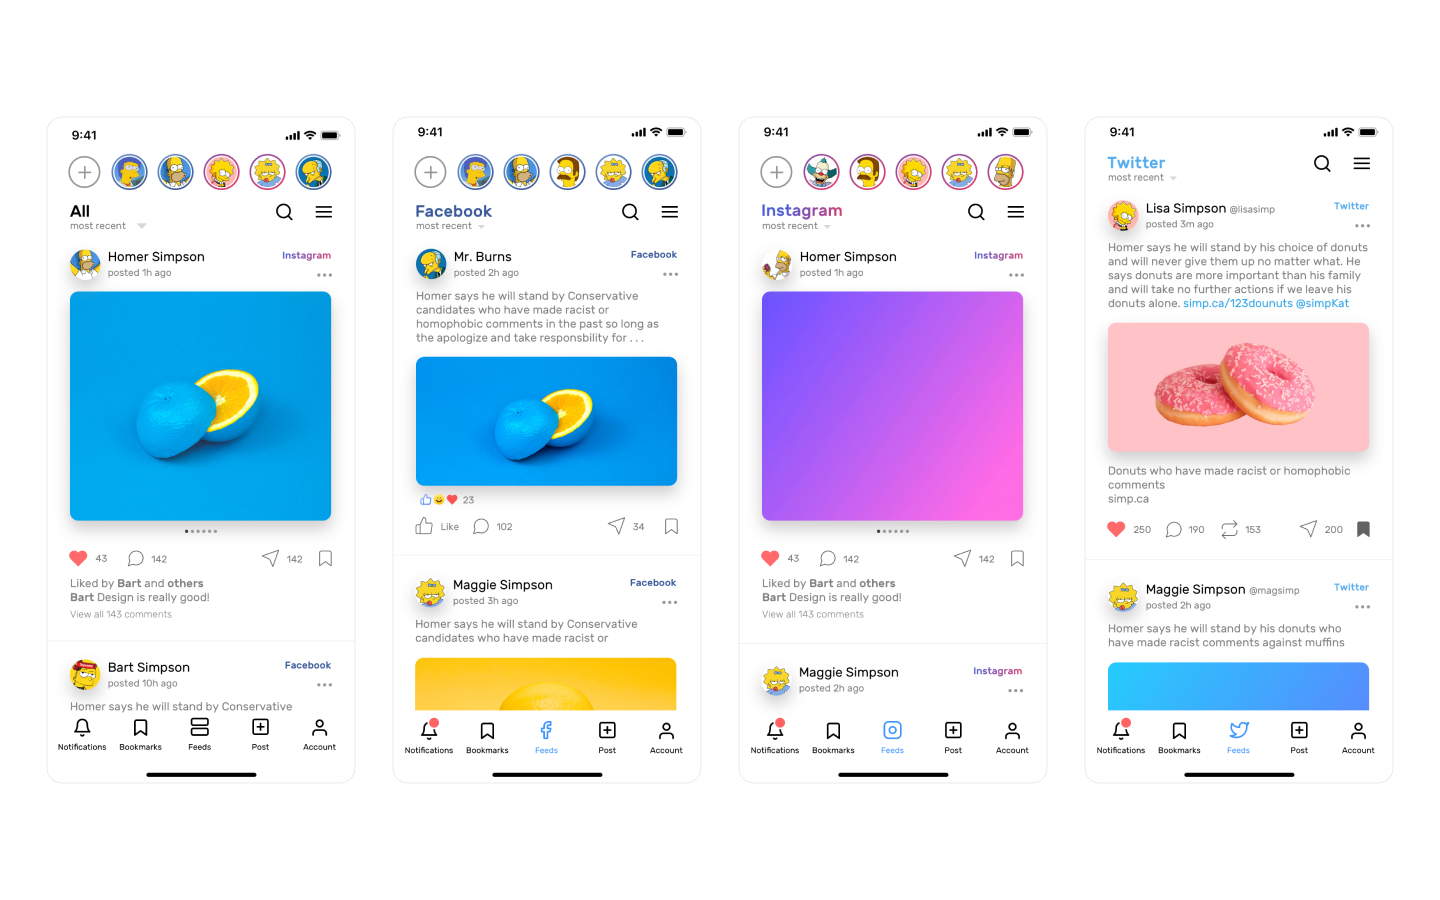 9:41
All
most recent
Homer Simpson
Instagram
posted 1h ago
43
142
142
Liked by Bart and others
Bart Design is really good!
View all 143 comments
Bart Simpson
Facebook
posted 10h ago
Homer says he will stand by Conservative
Notifications
Bookmarks
Feeds
Post
Account
9:41
Facebook
most recent
Mr. Burns
Facebook
posted 2h ago
Homer says he will stand by Conservative
candidates who have made racist or
homophobic comments in the past so long as
the apologize and take responsbility for . . .
23
Like
102
34
Maggie Simpson
Facebook
posted 3h ago
Homer says he will stand by Conservative
candidates who have made racist or
Notifications
Bookmarks
Feeds
Post
Account
9:41
Instagram
most recent
Homer Simpson
Instagram
posted 1h ago
43
142
142
Liked by Bart and others
Bart Design is really good!
View all 143 comments
Maggie Simpson
Instagram
posted 2h ago
Notifications
Bookmarks
Feeds
Post
Account
9:41
Twitter
most recent
Lisa Simpson @lisasimp
Twitter
posted 3m ago
Homer says he will stand by his choice of donuts
and will never give them up no matter what. He
says donuts are more important than his family
and will take no further actions if we leave his
donuts alone. simp.ca/123dounuts @simpKat
Donuts who have made racist or homophobic
comments
simp.ca
250
190
153
200
Maggie Simpson @magsimp
Twitter
posted 2h ago
Homer says he will stand by his donuts who
have made racist comments against muffins
Notifications
Bookmarks
Feeds
Post
Account